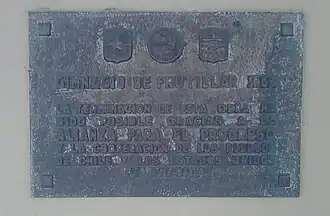 GIMNASIO DE FRUTILLAR
LA TERMINACION DE ESTA OBRA HA
SIDO POSIBLE GRACIAS A LA
ALIANZA PARA EL PROGRESO
Y LA COOPERACION DE LOS PUEBLOS
DE CHILE Y LOS ESTADOS UNIDOS
DE AMERICA